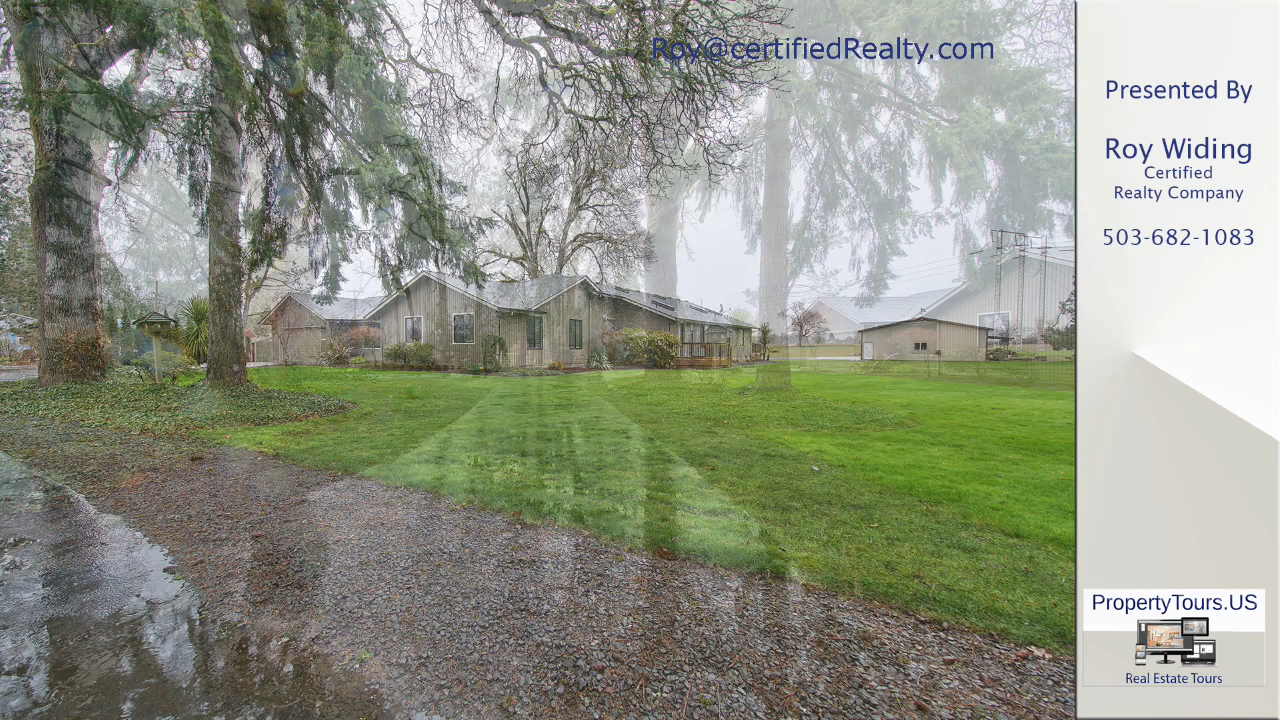 Roy@certifiedRealty.com
Presented By
Roy Widing
Certified
Realty Company
503-682-1083
PropertyTours.US
Real Estate Tours